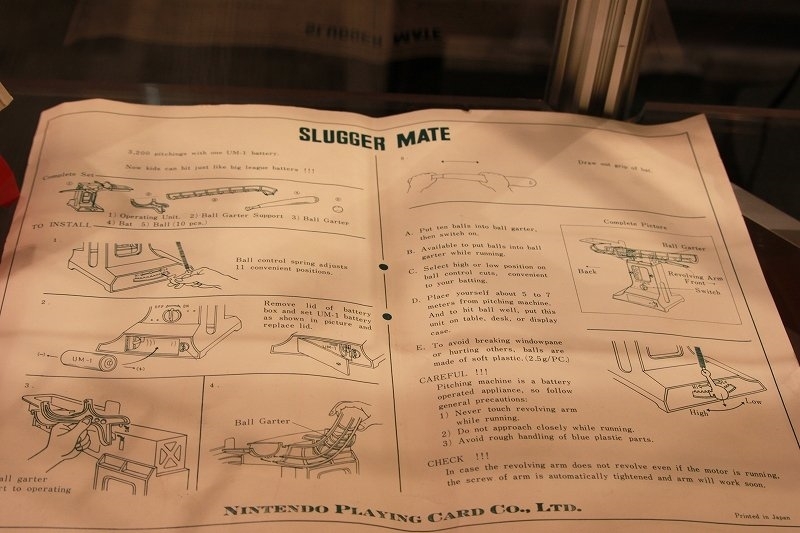 SLUGGER MATE
3,200 pitchings with one UM-1 battery.
Now kids can hit just like big league battery !!!
Complete Set
1) Operating Unit. 2) Ball Garter Support 3) Ball Garter
4) Bat 5) Ball (10 pcs.)
TO INSTALL
1.
Ball control spring adjusts
11 convenient positions.
2.
OFF ON
Remove lid of battery
box and set UM-1 battery
as shown in picture and
replace lid.
(-) UM-1 (+)
3.
all garter
rt to operating
4.
Ball Garter
5
Draw out grip of bat.
A. Put ten balls into ball garter,
then switch on.
B. Available to put balls into ball
garter while running.
C. Select high or low position on
ball control cuts, convenient
to your batting.
D. Place yourself about 5 to 7
meters from pitching machine.
And to hit ball well, put this
unit on table, desk, or display
case.
E. To avoid breaking windowpane
or hurting others, balls are
made of soft plastic.(2.5g/PC.)
Complete Picture
Ball Garter
Back
Revolving Arm
Front
Switch
High Low
CAREFUL !!!
Pitching machine is a battery
operated appliance, so follow
general precautions:
1) Never touch revolving arm
while running.
2) Do not approach closely while running.
3) Avoid rough handling of blue plastic parts.
CHECK !!!
In case the revolving arm does not revolve even if the motor is running,
the screw of arm is automatically tightened and arm will work soon.
NINTENDO PLAYING CARD CO., LTD.
Printed in Japan